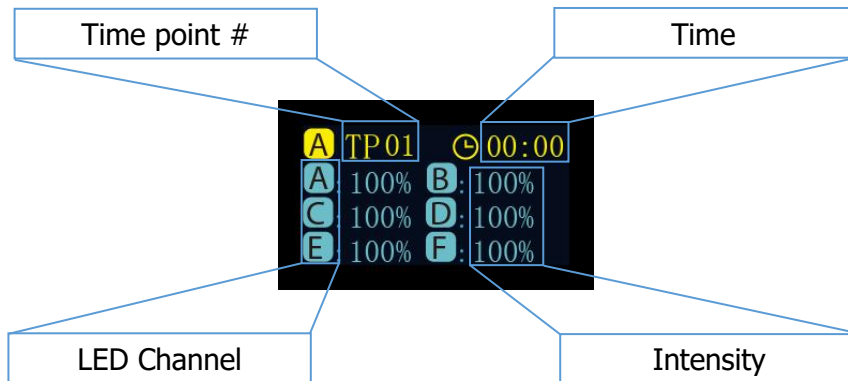 Time point #
Time
A TP01 00:00
A: 100% B: 100%
C: 100% D: 100%
E: 100% F: 100%
LED Channel
Intensity